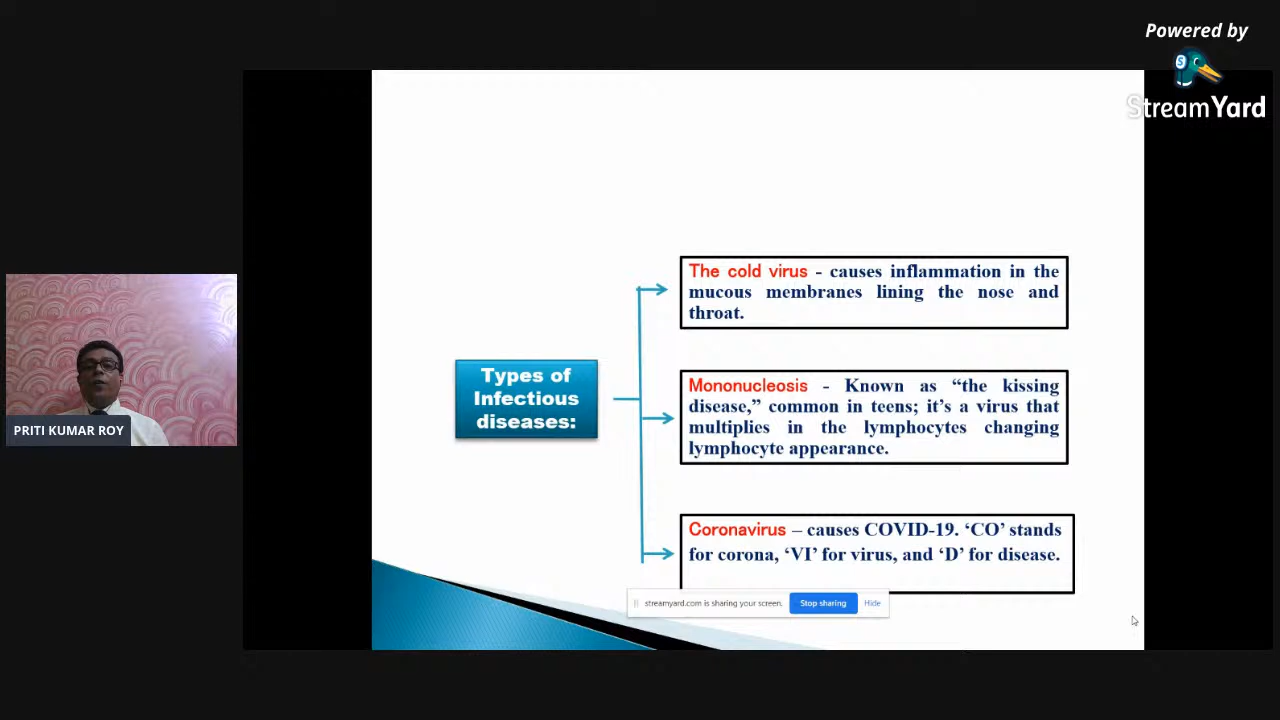 Powered by
StreamYard
The cold virus - causes inflammation in the
mucous membranes lining the nose and
throat.
Types of
Infectious
diseases:
Mononucleosis - Known as “the kissing
disease,” common in teens; it’s a virus that
multiplies in the lymphocytes changing
lymphocyte appearance.
PRITI KUMAR ROY
Coronavirus – causes COVID-19. ‘CO’ stands
for corona, ‘VI’ for virus, and ‘D’ for disease.
streamyard.com is sharing your screen.
Stop sharing
Hide